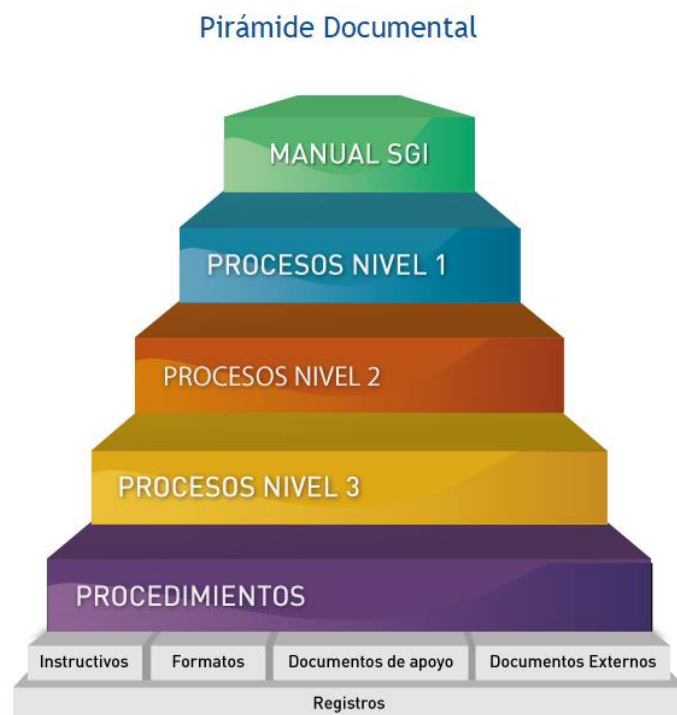 Pirámide Documental
MANUAL SGI
PROCESOS NIVEL 1
PROCESOS NIVEL 2
PROCESOS NIVEL 3
PROCEDIMIENTOS
Instructivos Formatos Documentos de apoyo Documentos Externos
Registros